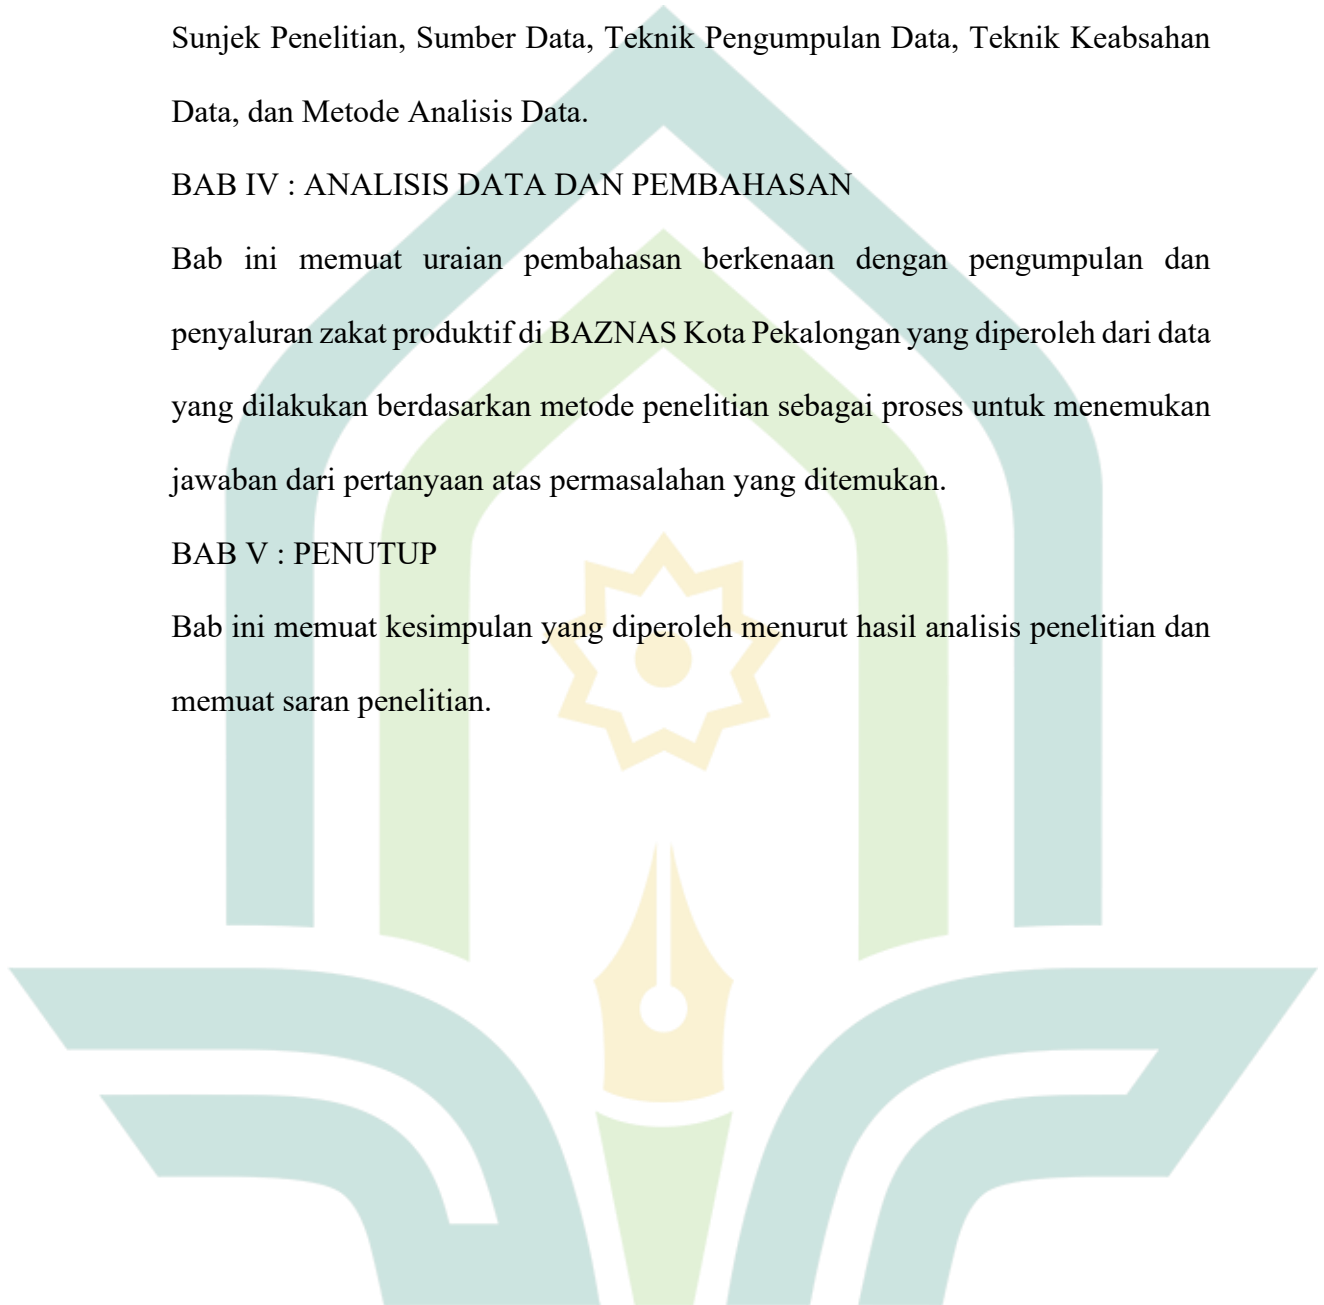 Sunjek Penelitian, Sumber Data, Teknik Pengumpulan Data, Teknik Keabsahan
Data, dan Metode Analisis Data.
BAB IV : ANALISIS DATA DAN PEMBAHASAN
Bab ini memuat uraian pembahasan berkenaan dengan pengumpulan dan
penyaluran zakat produktif di BAZNAS Kota Pekalongan yang diperoleh dari data
yang dilakukan berdasarkan metode penelitian sebagai proses untuk menemukan
jawaban dari pertanyaan atas permasalahan yang ditemukan.
BAB V : PENUTUP
Bab ini memuat kesimpulan yang diperoleh menurut hasil analisis penelitian dan
memuat saran penelitian.